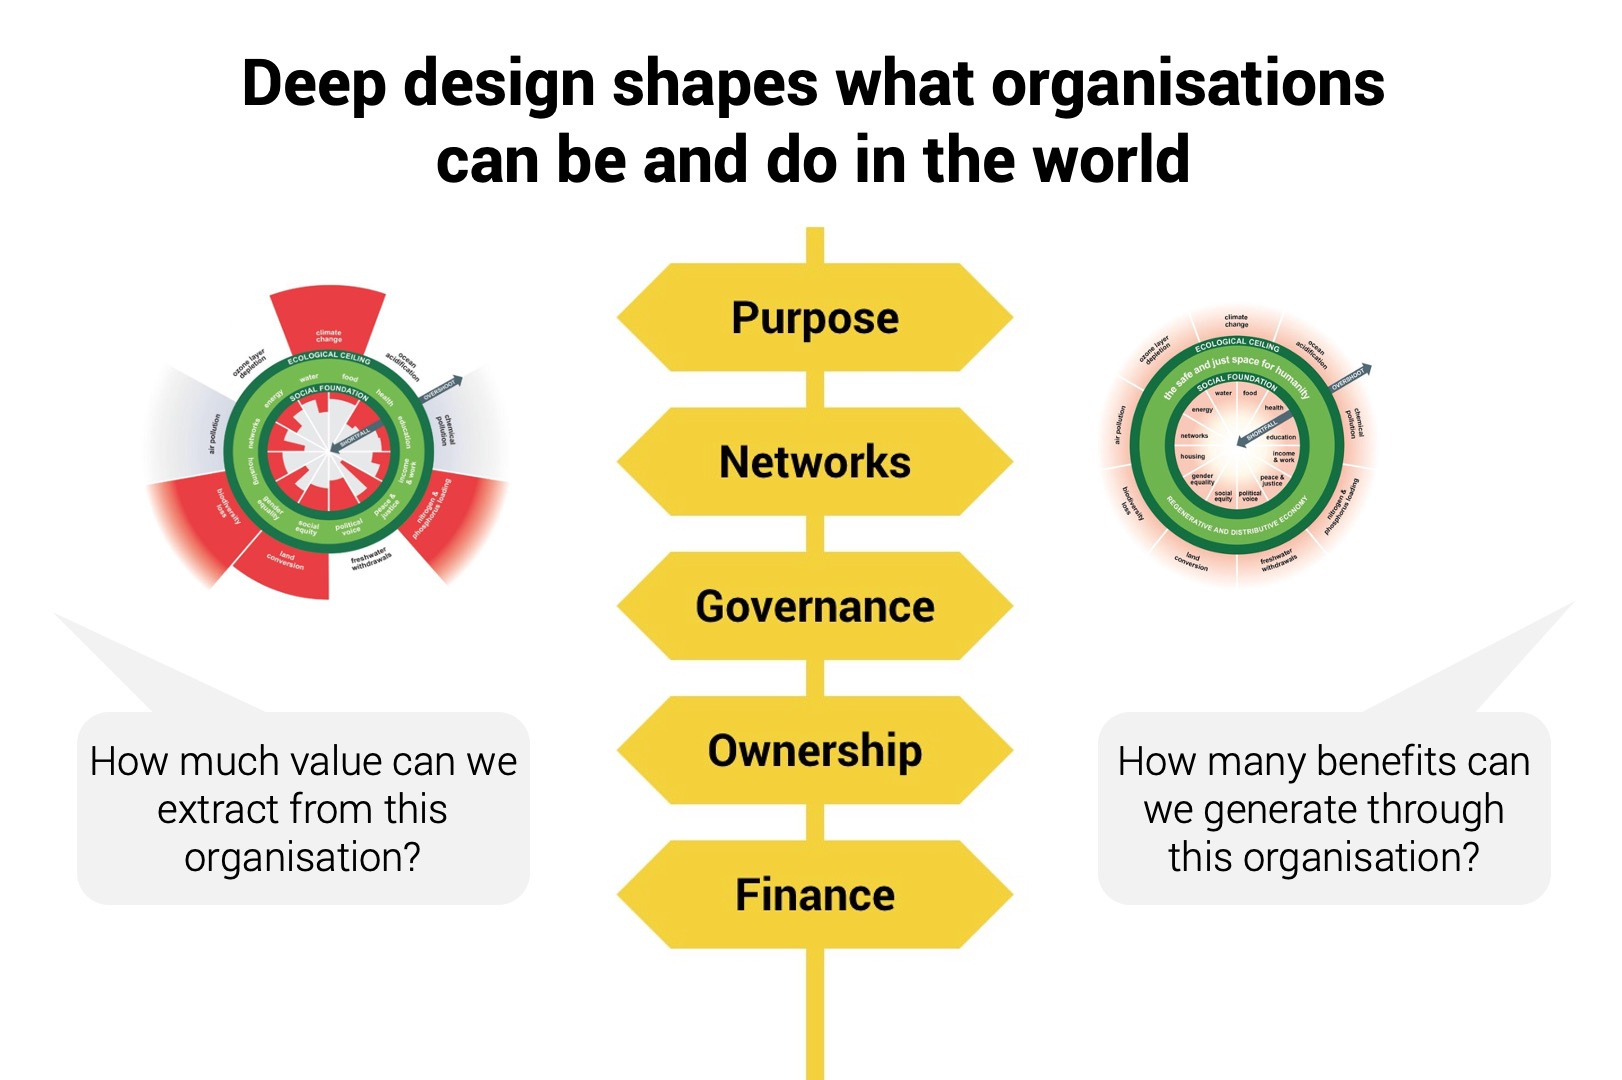 Deep design shapes what organisations
can be and do in the world
Purpose
Networks
Governance
Ownership
Finance
climate
change
ocean
acidification
chemical
pollution
nitrogen &
phosphorus loading
freshwater
withdrawals
land
conversion
biodiversity
loss
air pollution
ozone layer
depletion
ECOLOGICAL CEILING
OVERSHOOT
water
food
health
education
income
& work
peace &
justice
political
voice
social
equity
gender
equality
housing
networks
energy
SOCIAL FOUNDATION
SHORTFALL
How much value can we
extract from this
organisation?
climate
change
ocean
acidification
chemical
pollution
nitrogen &
phosphorus loading
freshwater
withdrawals
land
conversion
biodiversity
loss
air pollution
ozone layer
depletion
ECOLOGICAL CEILING
OVERSHOOT
the safe and just space for humanity
SOCIAL FOUNDATION
water
food
health
education
income
& work
peace &
justice
political
voice
social
equity
gender
equality
housing
networks
energy
SHORTFALL
REGENERATIVE AND DISTRIBUTIVE ECONOMY
How many benefits can
we generate through
this organisation?